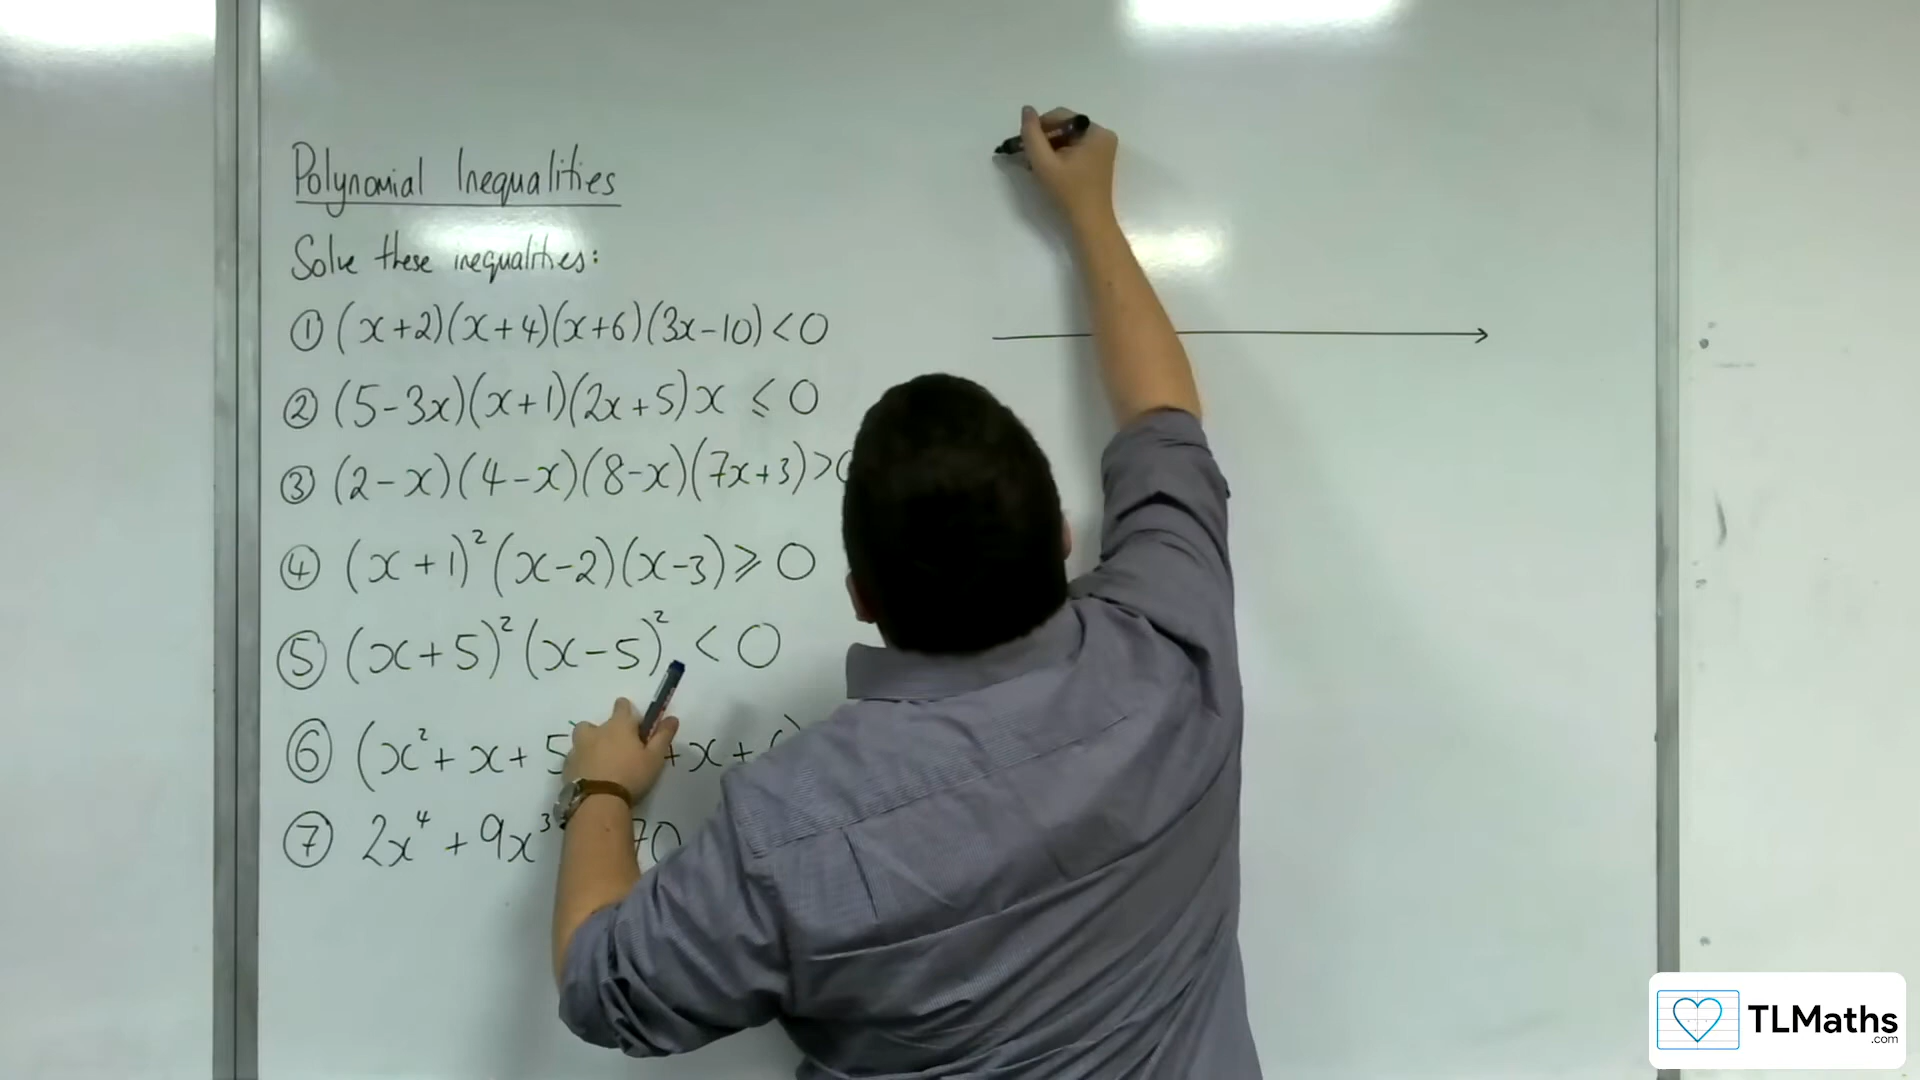 Polynomial Inequalities
Solve these inequalities:
① (x+2)(x+4)(x+6)(3x-10)<0
② (5-3x)(x+1)(2x+5)x ≤ 0
③ (2-x)(4-x)(8-x)(7x+3)>0
④ (x+1)²(x-2)(x-3)⩾0
⑤ (x+5)²(x-5)²<0
⑥ (x²+x+5 +x+
⑦ 2x⁴+9x³ 70
TLMaths
.com